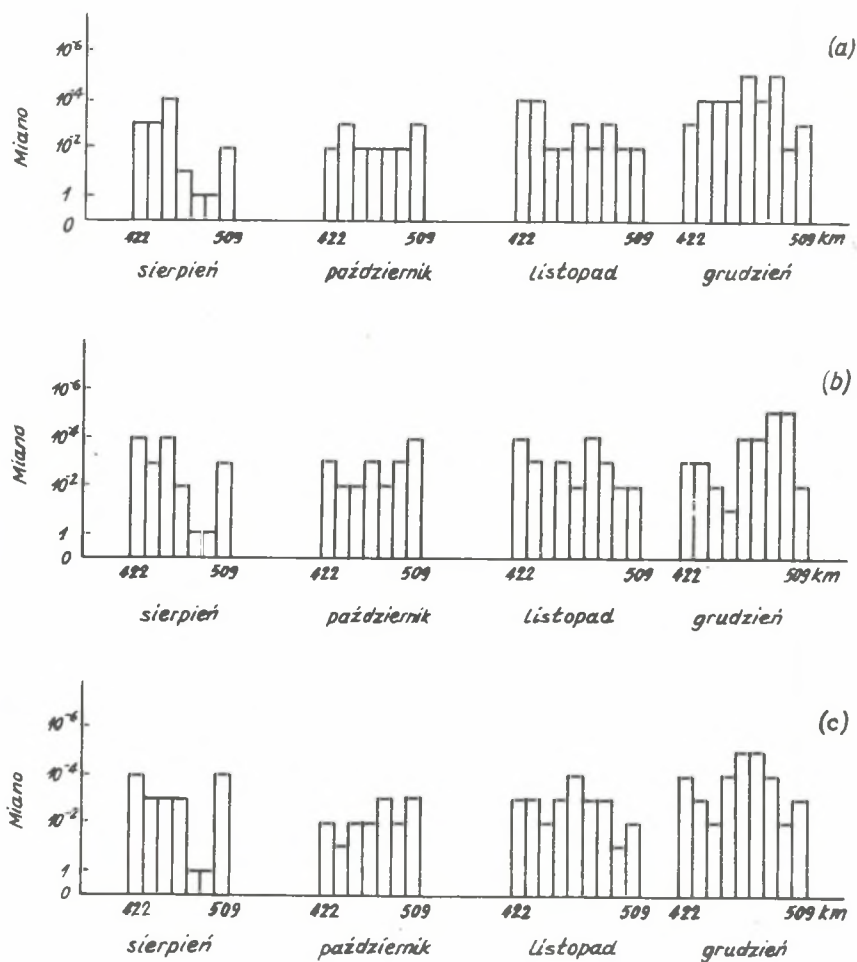 (a)
Miano
10⁻⁶
10⁻⁴
10⁻²
1
0
422 509 422 509 422 509 422 509 km
sierpień październik listopad grudzień
(b)
Miano
10⁻⁶
10⁻⁴
10⁻²
1
0
422 509 422 509 422 509 422 509 km
sierpień październik listopad grudzień
(c)
Miano
10⁻⁶
10⁻⁴
10⁻²
1
0
422 509 422 509 422 509 422 509 km
sierpień październik listopad grudzień